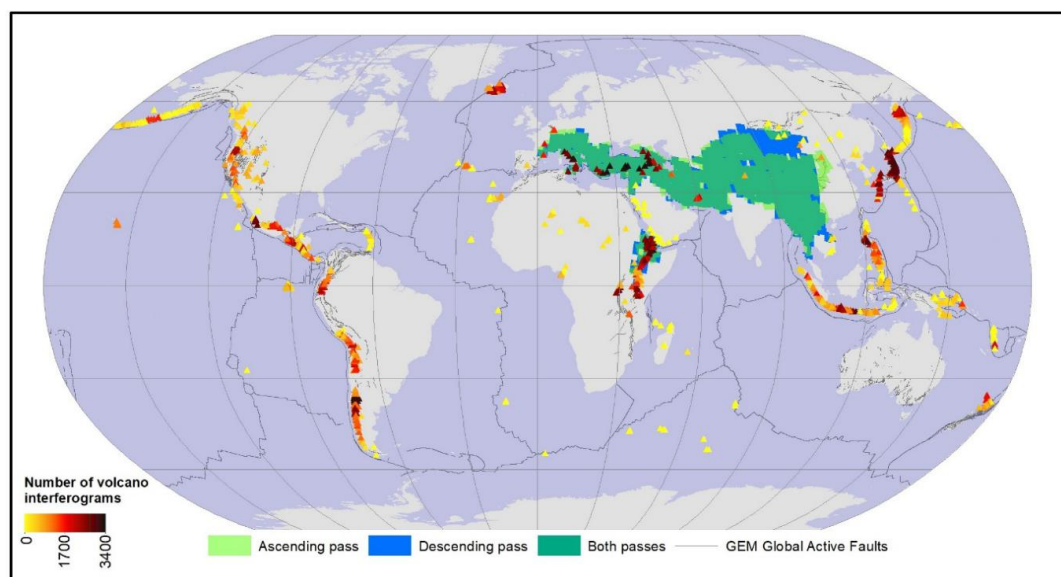 Number of volcano
interferograms
0
1700
3400
Ascending pass
Descending pass
Both passes
GEM Global Active Faults